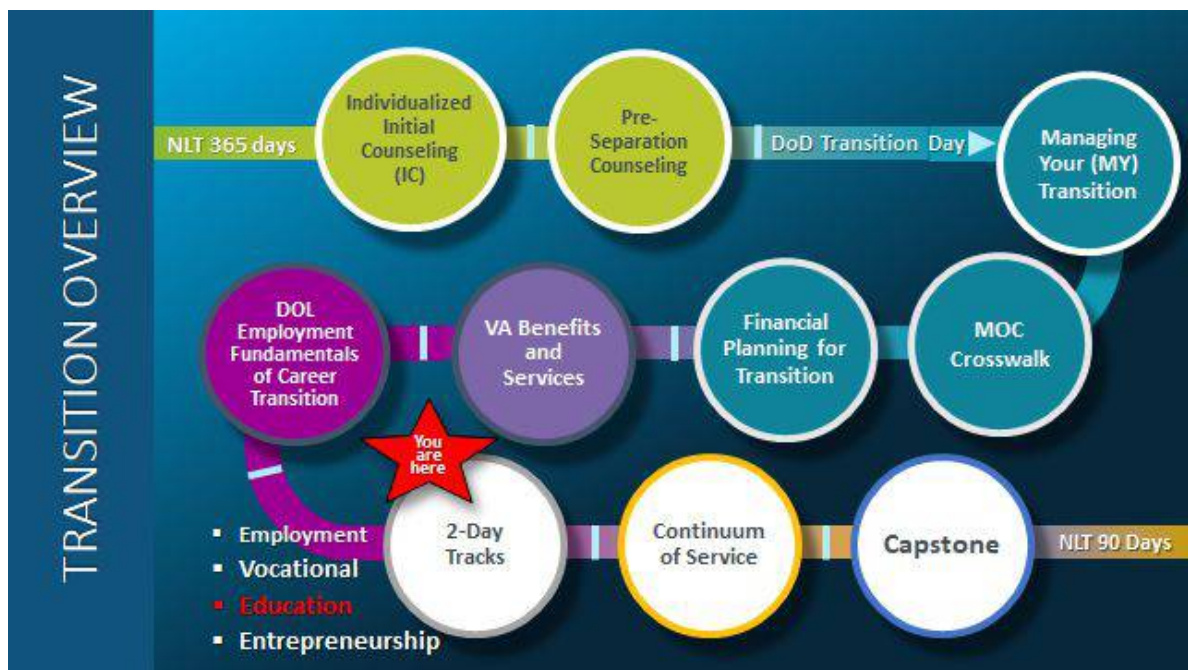 TRANSITION OVERVIEW
NLT 365 days
Individualized
Initial
Counseling
(IC)
Pre-
Separation
Counseling
DoD Transition Day
Managing
Your (MY)
Transition
DOL
Employment
Fundamentals
of Career
Transition
VA Benefits
and
Services
Financial
Planning for
Transition
MOC
Crosswalk
You
are
here
▪ Employment
▪ Vocational
▪ Education
▪ Entrepreneurship
2-Day
Tracks
Continuum
of Service
Capstone
NLT 90 Days